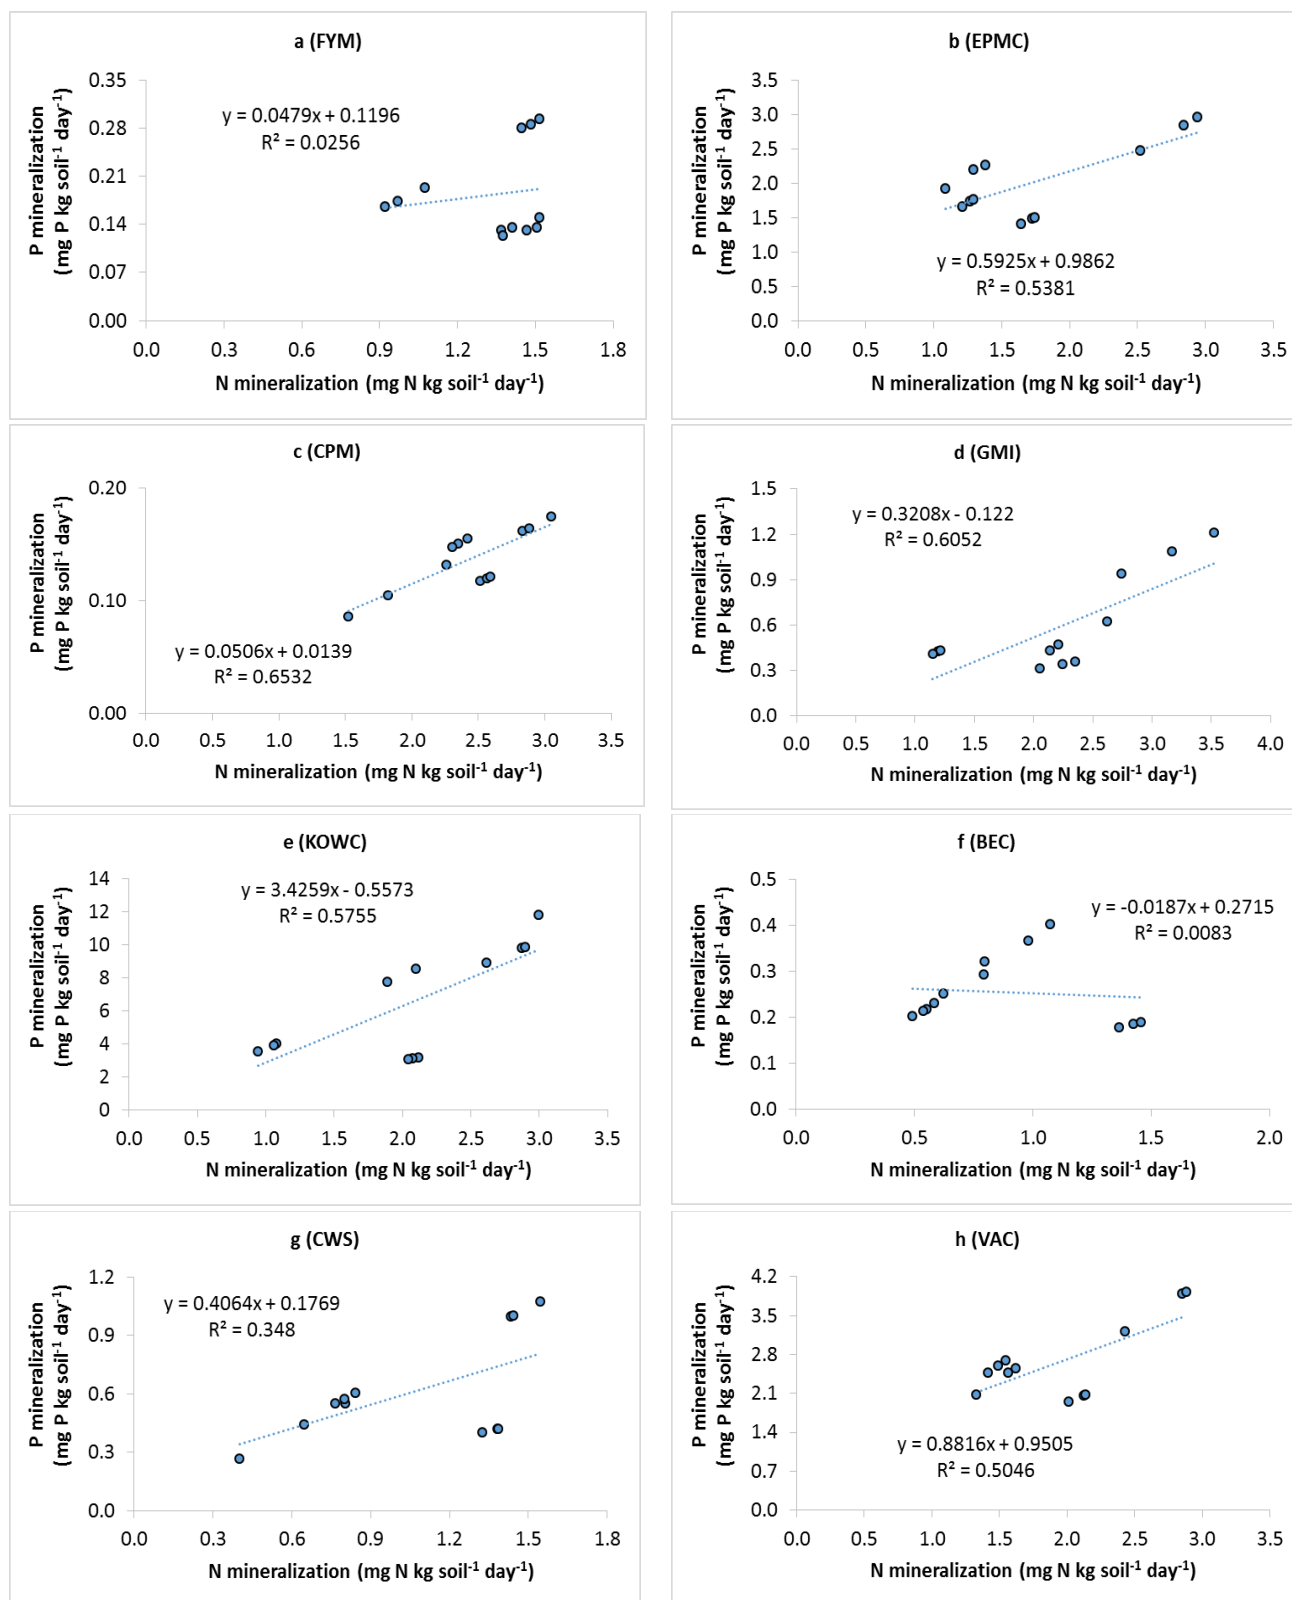 a (FYM)
P mineralization
(mg P kg soil⁻¹ day⁻¹)
0.35
0.28
0.21
0.14
0.07
0.00
y = 0.0479x + 0.1196
R² = 0.0256
0.0 0.3 0.6 0.9 1.2 1.5 1.8
N mineralization (mg N kg soil⁻¹ day⁻¹)
b (EPMC)
P mineralization
(mg P kg soil⁻¹ day⁻¹)
3.5
3.0
2.5
2.0
1.5
1.0
0.5
0.0
y = 0.5925x + 0.9862
R² = 0.5381
0.0 0.5 1.0 1.5 2.0 2.5 3.0 3.5
N mineralization (mg N kg soil⁻¹ day⁻¹)
c (CPM)
P mineralization
(mg P kg soil⁻¹ day⁻¹)
0.20
0.10
0.00
y = 0.0506x + 0.0139
R² = 0.6532
0.0 0.5 1.0 1.5 2.0 2.5 3.0 3.5
N mineralization (mg N kg soil⁻¹ day⁻¹)
d (GMI)
P mineralization
(mg P kg soil⁻¹ day⁻¹)
1.5
1.2
0.9
0.6
0.3
0.0
y = 0.3208x - 0.122
R² = 0.6052
0.0 0.5 1.0 1.5 2.0 2.5 3.0 3.5 4.0
N mineralization (mg N kg soil⁻¹ day⁻¹)
e (KOWC)
P mineralization
(mg P kg soil⁻¹ day⁻¹)
14
12
10
8
6
4
2
0
y = 3.4259x - 0.5573
R² = 0.5755
0.0 0.5 1.0 1.5 2.0 2.5 3.0 3.5
N mineralization (mg N kg soil⁻¹ day⁻¹)
f (BEC)
P mineralization
(mg P kg soil⁻¹ day⁻¹)
0.5
0.4
0.3
0.2
0.1
0.0
y = -0.0187x + 0.2715
R² = 0.0083
0.0 0.5 1.0 1.5 2.0
N mineralization (mg N kg soil⁻¹ day⁻¹)
g (CWS)
P mineralization
(mg P kg soil⁻¹ day⁻¹)
1.2
0.9
0.6
0.3
0.0
y = 0.4064x + 0.1769
R² = 0.348
0.0 0.3 0.6 0.9 1.2 1.5 1.8
N mineralization (mg N kg soil⁻¹ day⁻¹)
h (VAC)
P mineralization
(mg P kg soil⁻¹ day⁻¹)
4.2
3.5
2.8
2.1
1.4
0.7
0.0
y = 0.8816x + 0.9505
R² = 0.5046
0.0 0.5 1.0 1.5 2.0 2.5 3.0 3.5
N mineralization (mg N kg soil⁻¹ day⁻¹)